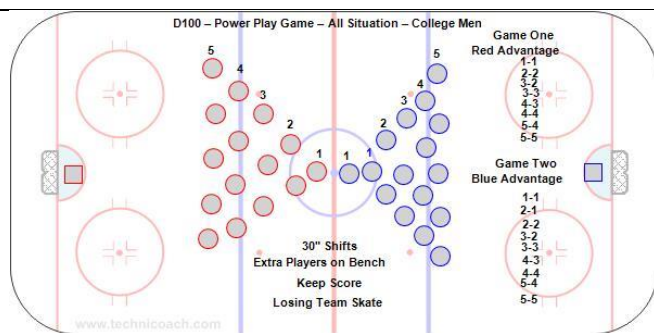 D100 – Power Play Game – All Situation – College Men
5
4
3
2
1
1
1
2
3
4
5
Game One
Red Advantage
1-1
2-2
3-2
3-3
4-3
4-4
5-4
5-5
Game Two
Blue Advantage
1-1
2-1
2-2
3-2
3-3
4-3
4-4
5-4
5-5
30" Shifts
Extra Players on Bench
Keep Score
Losing Team Skate
www.technicoach.com